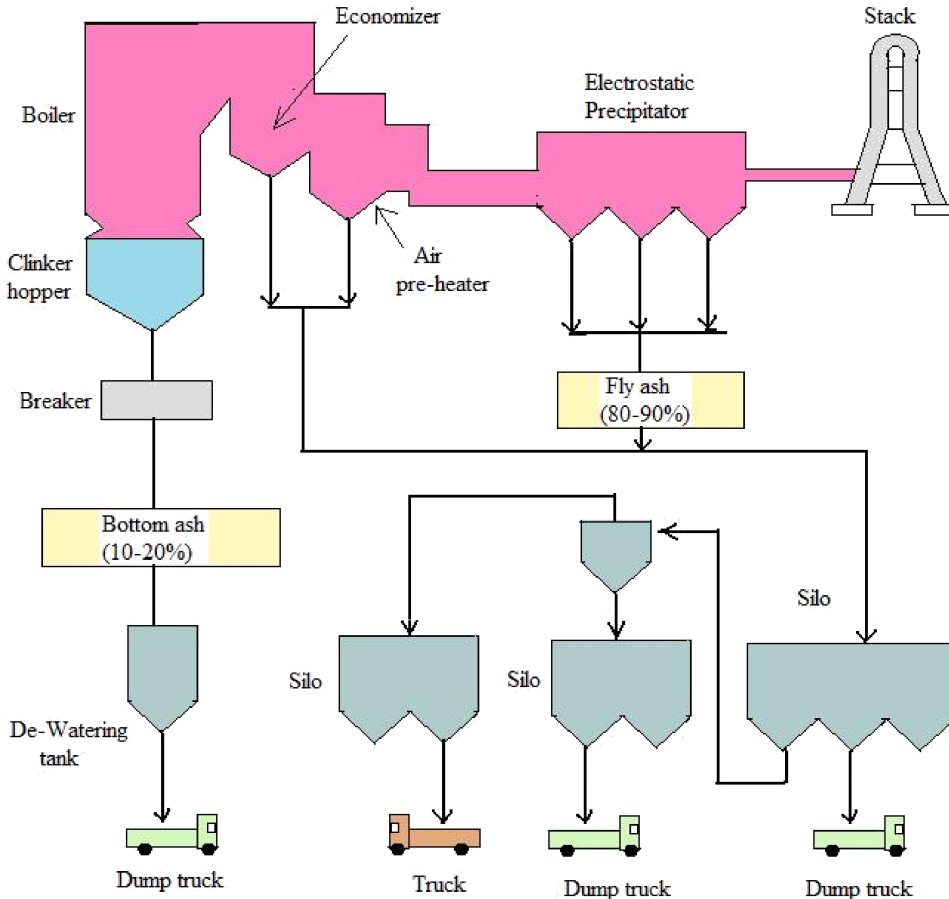 Economizer
Stack
Electrostatic
Precipitator
Boiler
Clinker
hopper
Air
pre-heater
Breaker
Fly ash
(80-90%)
Bottom ash
(10-20%)
Silo
Silo
Silo
De-Watering
tank
Dump truck
Truck
Dump truck
Dump truck